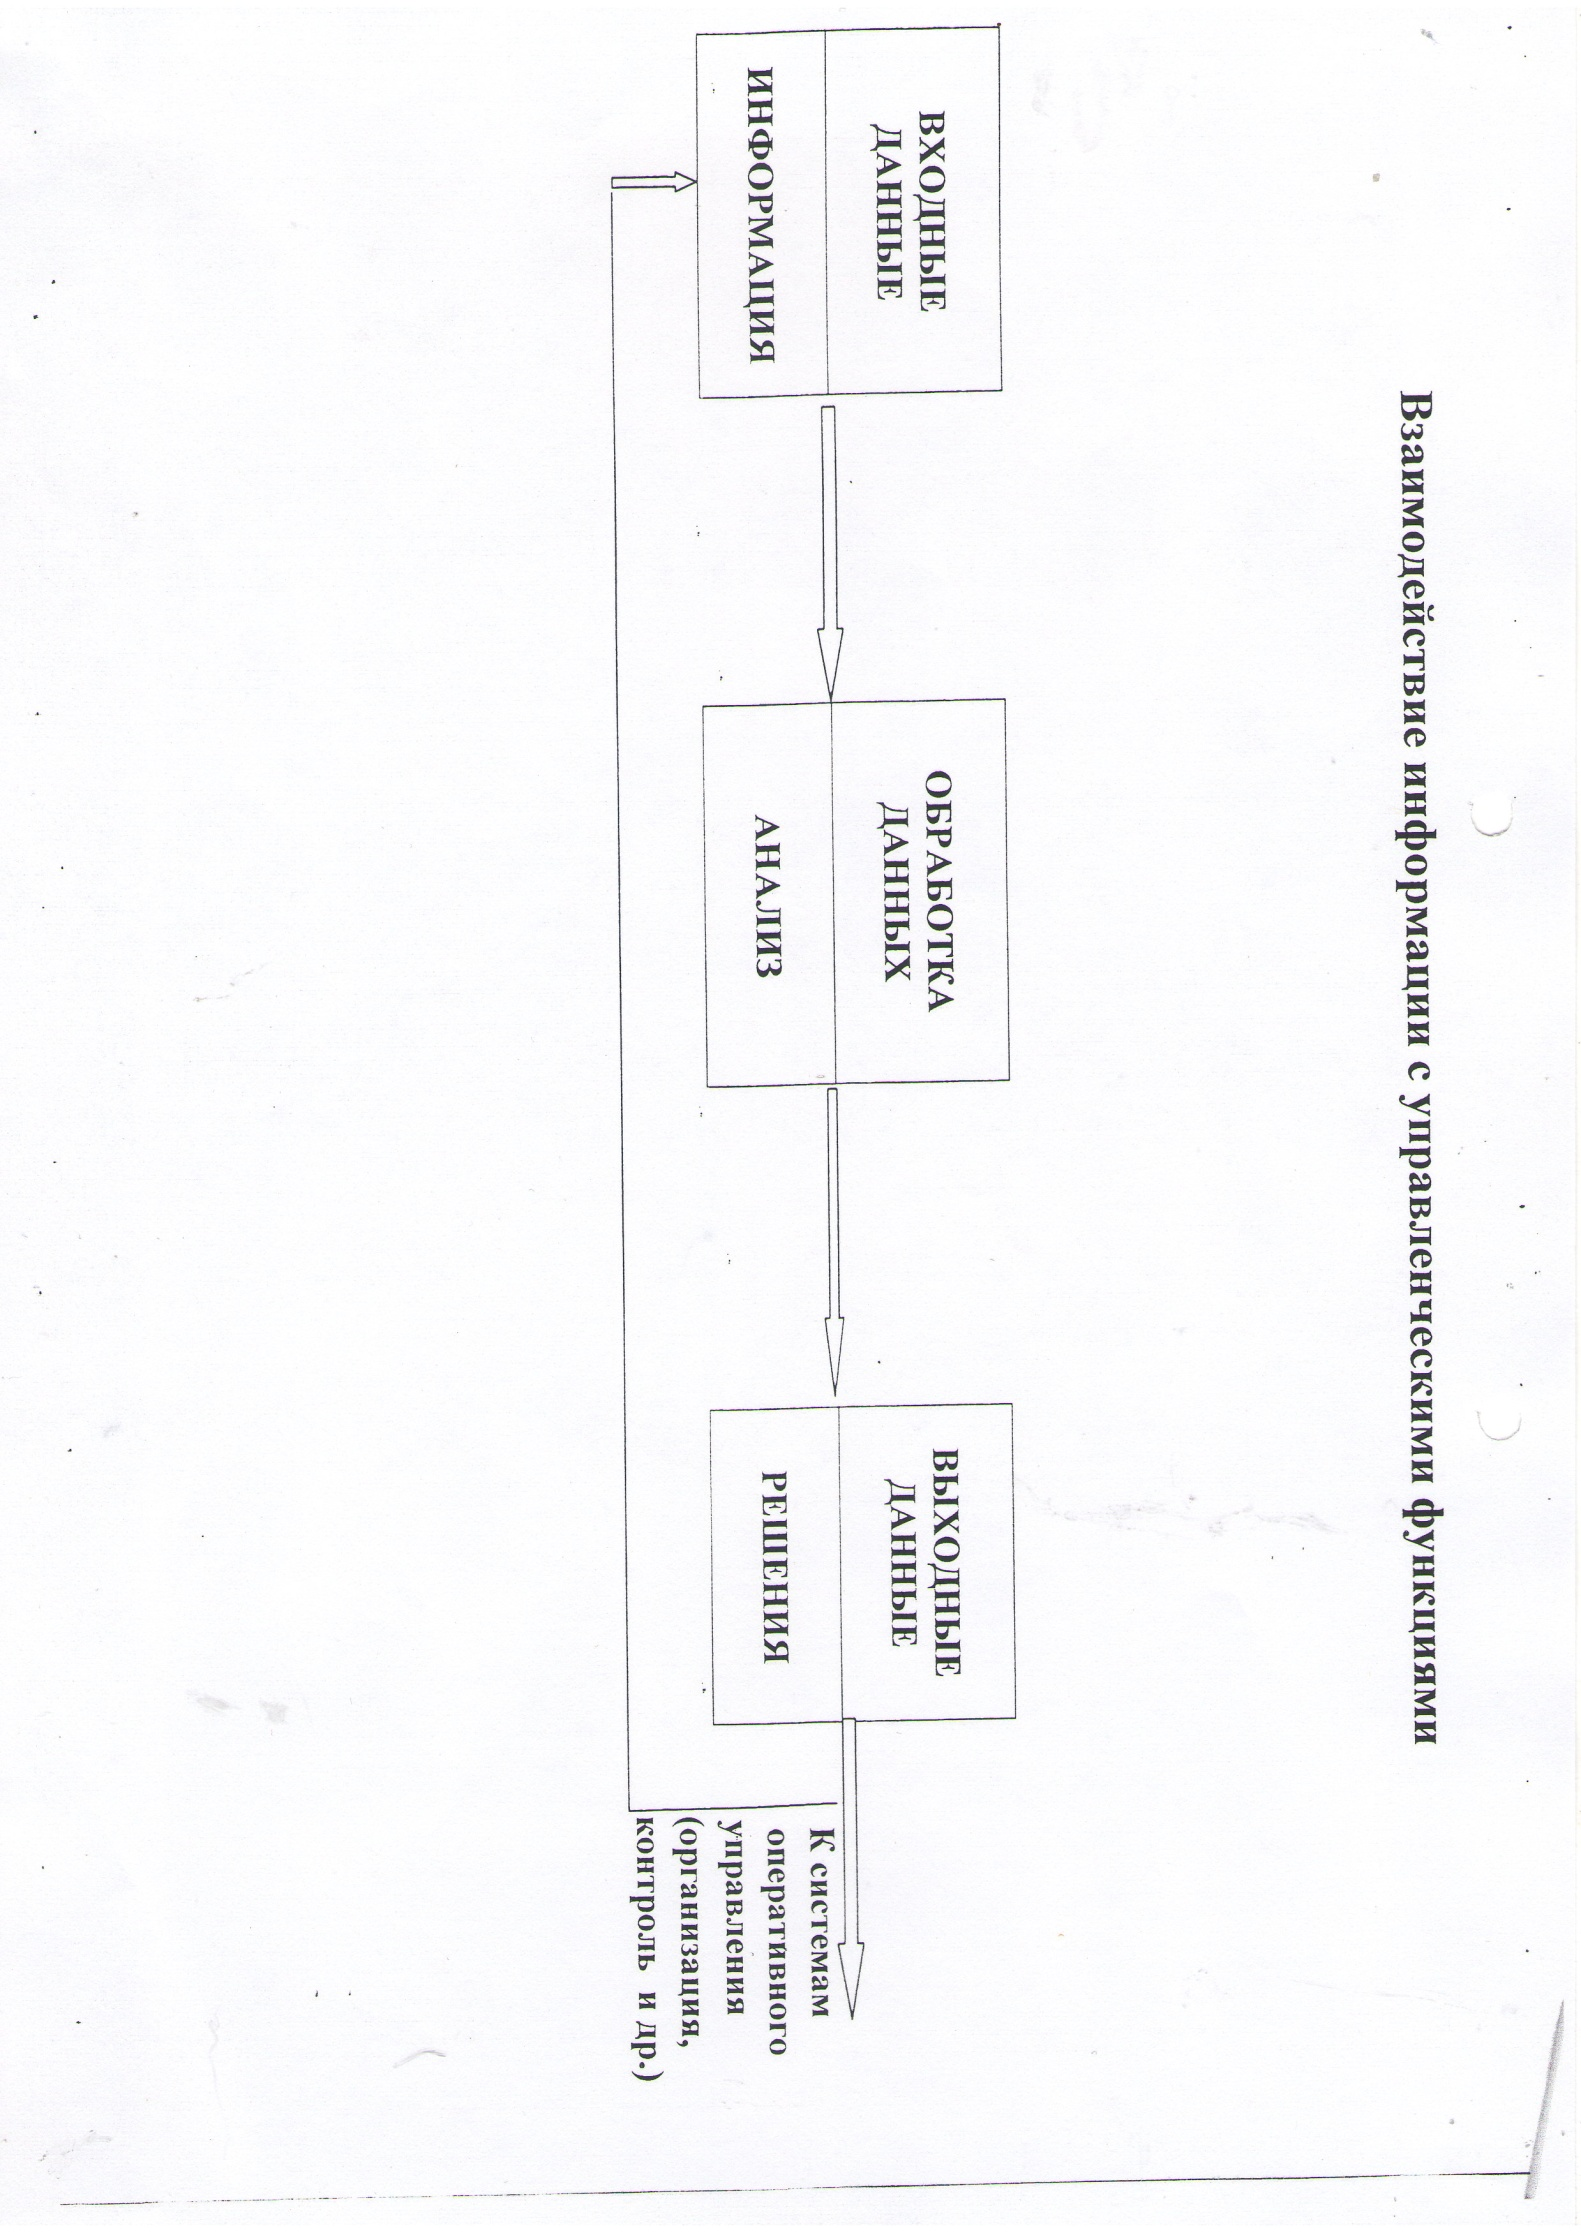 Взаимодействие информации с управленческими функциями
ВХОДНЫЕ
ДАННЫЕ
ИНФОРМАЦИЯ
ОБРАБОТКА
ДАННЫХ
АНАЛИЗ
ВЫХОДНЫЕ
ДАННЫЕ
РЕШЕНИЯ
К системам
оперативного
управления
(организация,
контроль и др.)